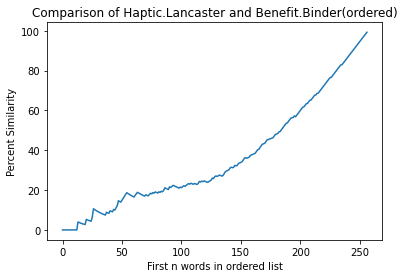 Comparison of Haptic.Lancaster and Benefit.Binder(ordered)
Percent Similarity
100
80
60
40
20
0
0 50 100 150 200 250
First n words in ordered list